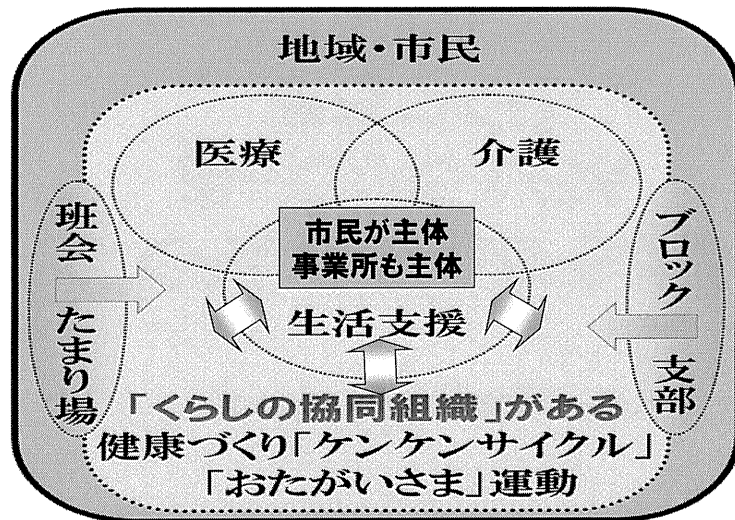 地域・市民
医療
介護
班会 たまり場
市民が主体
事業所も主体
ブロック 支部
生活支援
「くらしの協同組織」がある
健康づくり「ケンケンサイクル」
「おたがいさま」運動